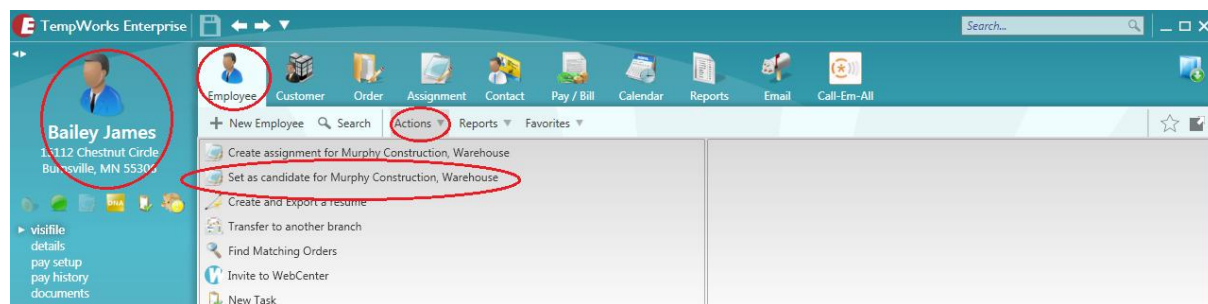 TempWorks Enterprise
Search...
Employee Customer Order Assignment Contact Pay / Bill Calendar Reports Email Call-Em-All
+ New Employee Search Actions Reports Favorites
Bailey James
15112 Chestnut Circle
Burnsville, MN 55305
DNA
visifile
details
pay setup
pay history
documents
Create assignment for Murphy Construction, Warehouse
Set as candidate for Murphy Construction, Warehouse
Create and Export a resume
Transfer to another branch
Find Matching Orders
Invite to WebCenter
New Task